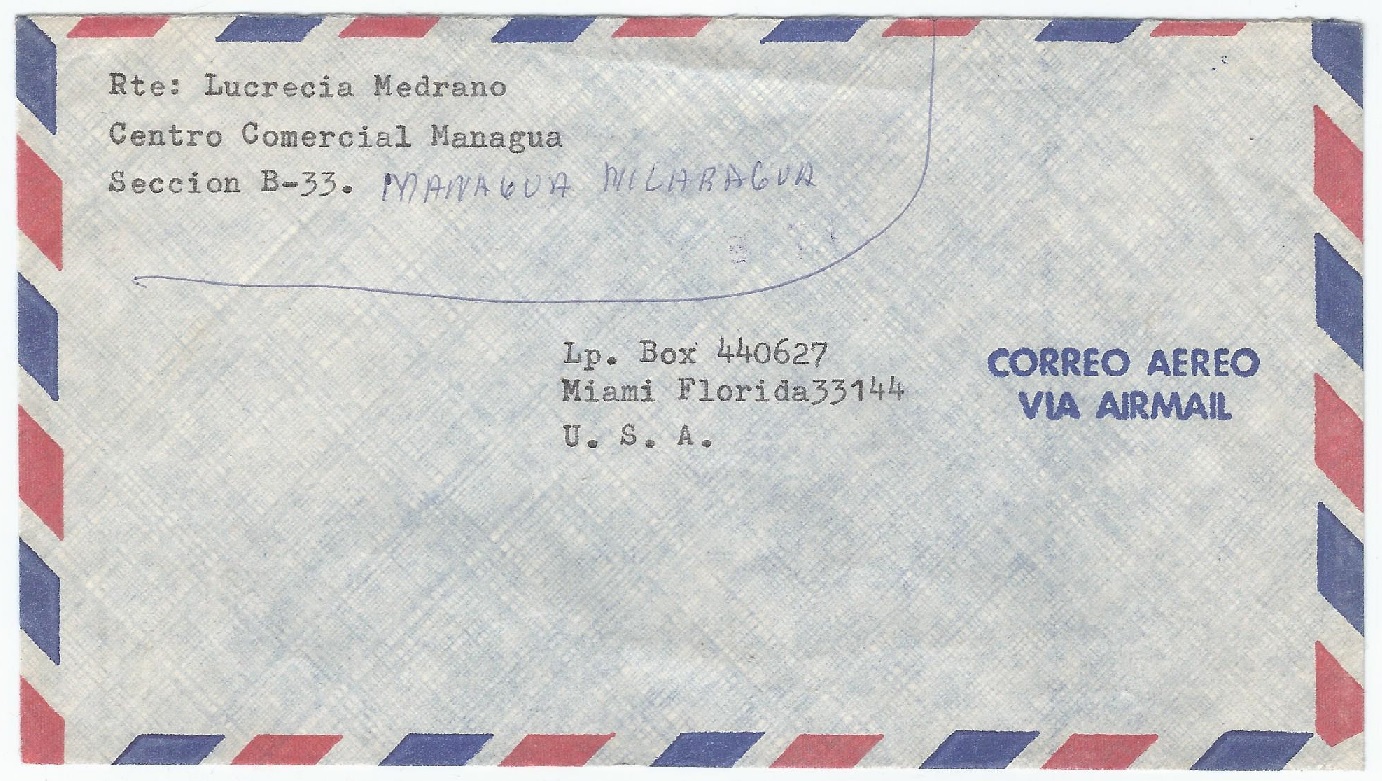 Rte: Lucrecia Medrano
Centro Comercial Managua
Seccion B-33. MANAGUA NICARAGUA
Lp. Box 440627
Miami Florida33144
U. S. A.
CORREO AEREO
VIA AIRMAIL